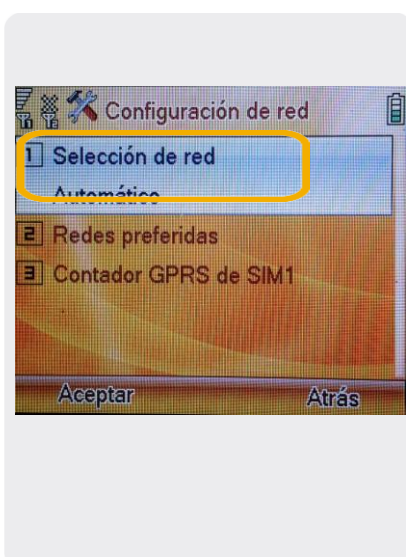 Configuración de red
1 Selección de red
Automático
2 Redes preferidas
3 Contador GPRS de SIM1
Aceptar Atrás